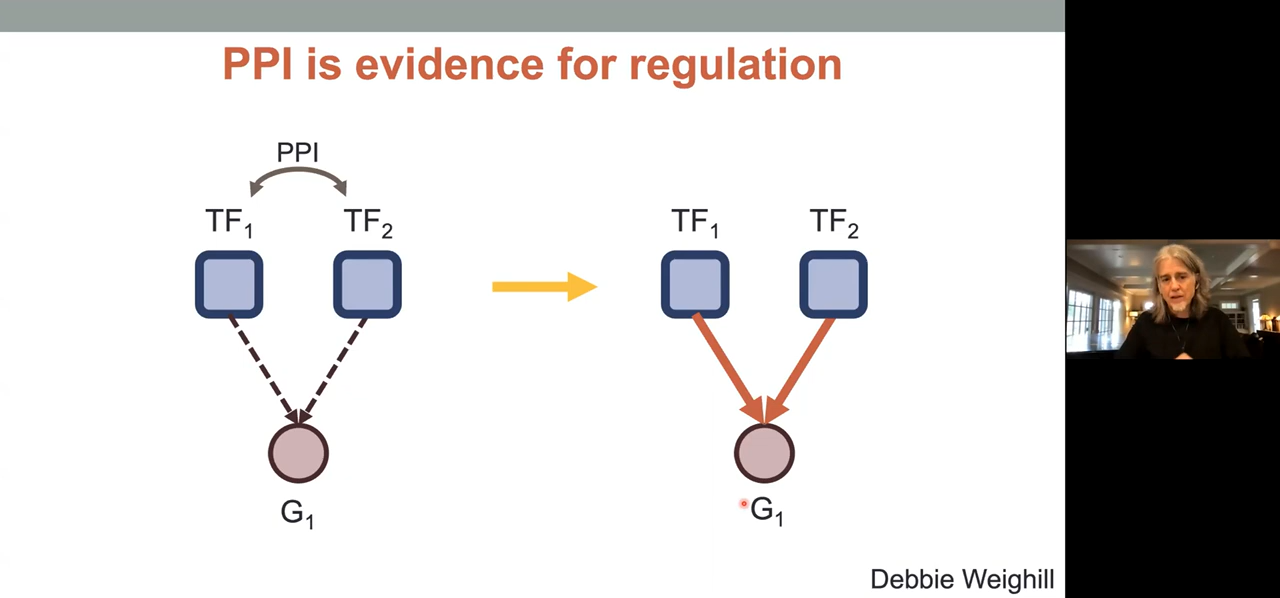 PPI is evidence for regulation
PPI
TF₁ TF₂ TF₁ TF₂
G₁ G₁
Debbie Weighill